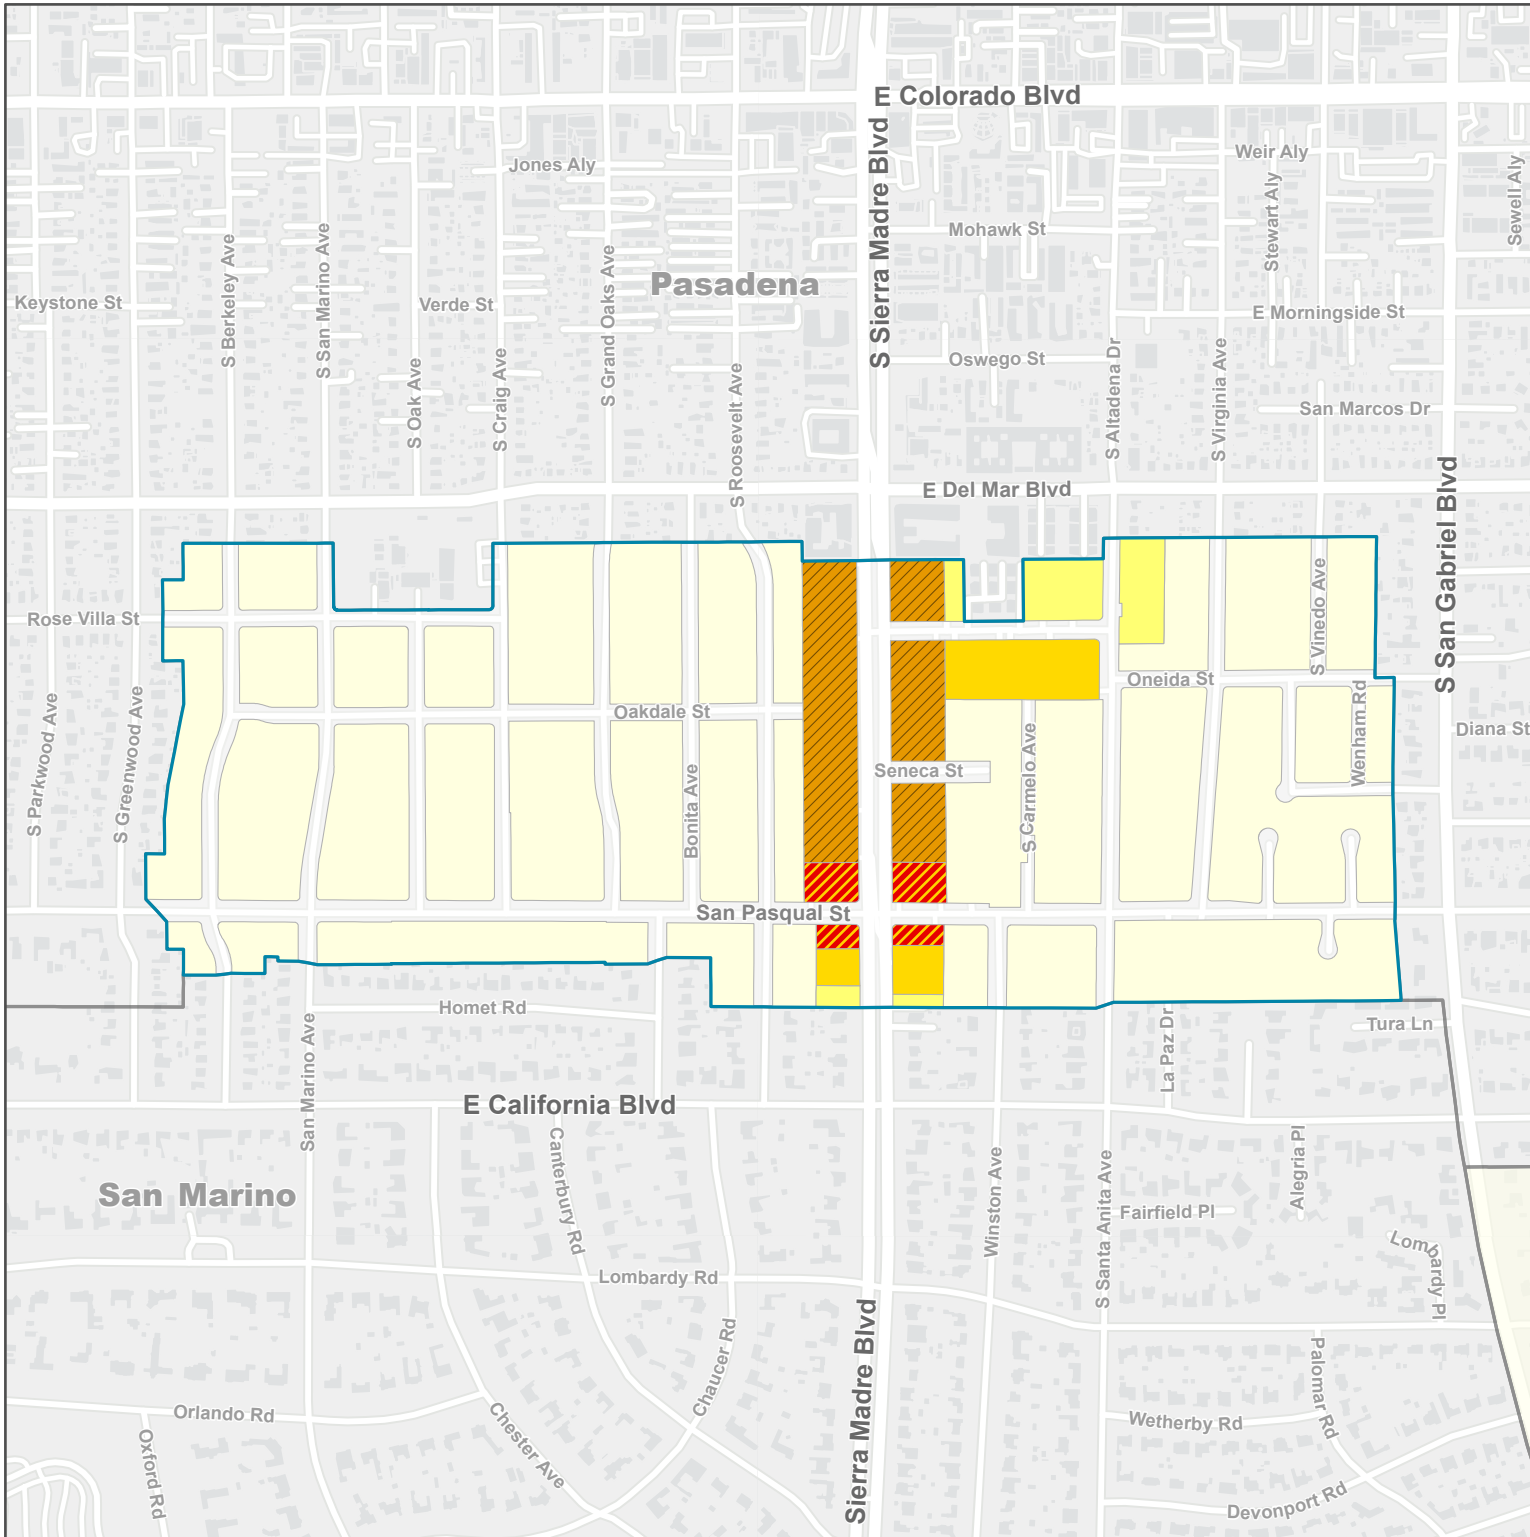 E Colorado Blvd
S Sierra Madre Blvd
Jones Aly
Weir Aly
Sewell Aly
Stewart Aly
Mohawk St
S Berkeley Ave
S San Marino Ave
S Grand Oaks Ave
Pasadena
Keystone St
Verde St
E Morningside St
Oswego St
S Altadena Dr
S Virginia Ave
S Oak Ave
S Craig Ave
S Roosevelt Ave
San Marcos Dr
E Del Mar Blvd
S San Gabriel Blvd
Rose Villa St
S Vinedo Ave
Oneida St
Wenham Rd
S Parkwood Ave
S Greenwood Ave
Oakdale St
Diana St
Seneca St
S Carmelo Ave
Bonita Ave
San Pasqual St
Homet Rd
Tura Ln
La Paz Dr
San Marino Ave
E California Blvd
Canterbury Rd
Winston Ave
S Santa Anita Ave
Alegria Pl
San Marino
Fairfield Pl
Lombardy Pl
Lombardy Rd
Sierra Madre Blvd
Chaucer Rd
Palomar Rd
Orlando Rd
Oxford Rd
Chester Ave
Wetherby Rd
Devonport Rd